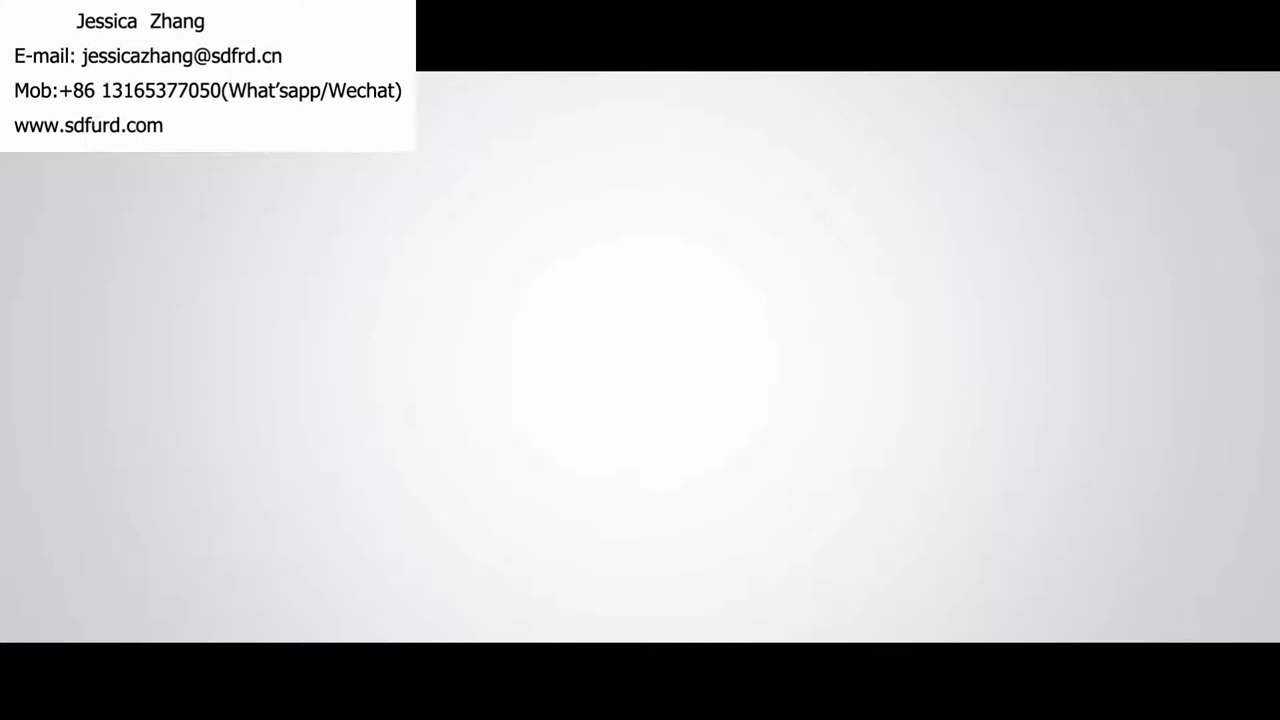 Jessica Zhang
E-mail: jessicazhang@sdfrd.cn
Mob:+86 13165377050(What’sapp/Wechat)
www.sdfurd.com